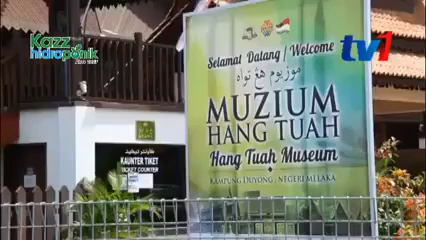 Kazz
hidroponik
tv1
Selamat Datang / Welcome
موزيوم هڠ تواه
MUZIUM
HANG TUAH
Hang Tuah Museum
KAMPUNG DUYONG, NEGERI MELAKA
KAUNTER TIKET
TICKET COUNTER